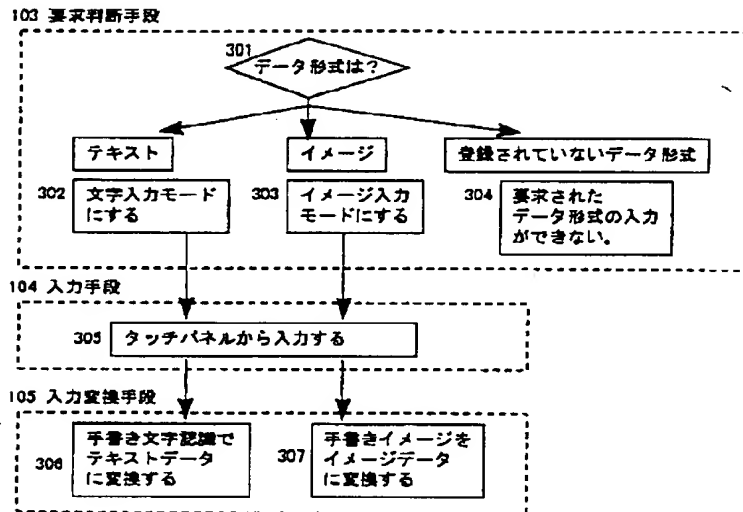 103 要求判断手段
301
データ形式は？
テキスト
イメージ
登録されていないデータ形式
302
文字入力モード
にする
303
イメージ入力
モードにする
304
要求された
データ形式の入力
ができない。
104 入力手段
305
タッチパネルから入力する
105 入力変換手段
306
手書き文字認識で
テキストデータ
に変換する
307
手書きイメージを
イメージデータ
に変換する